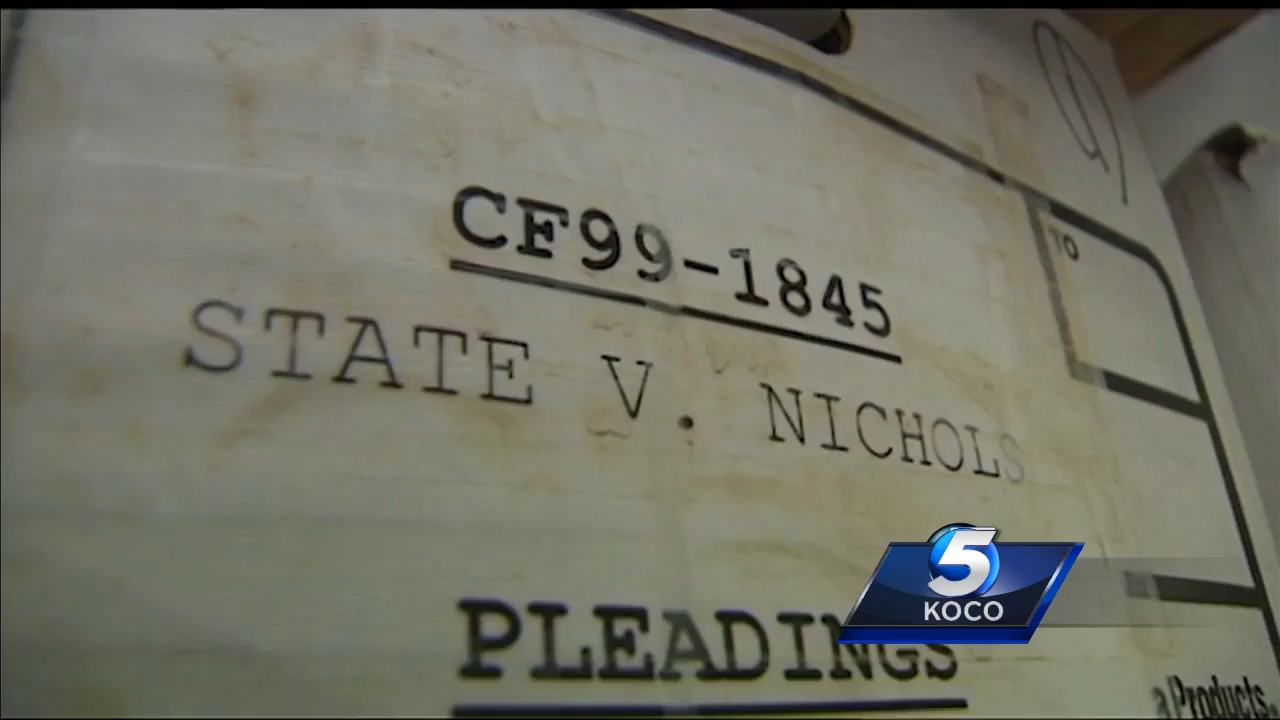 CF99-1845
TO
STATE V. NICHOLS
5
KOCO
PLEADINGS
a Products.